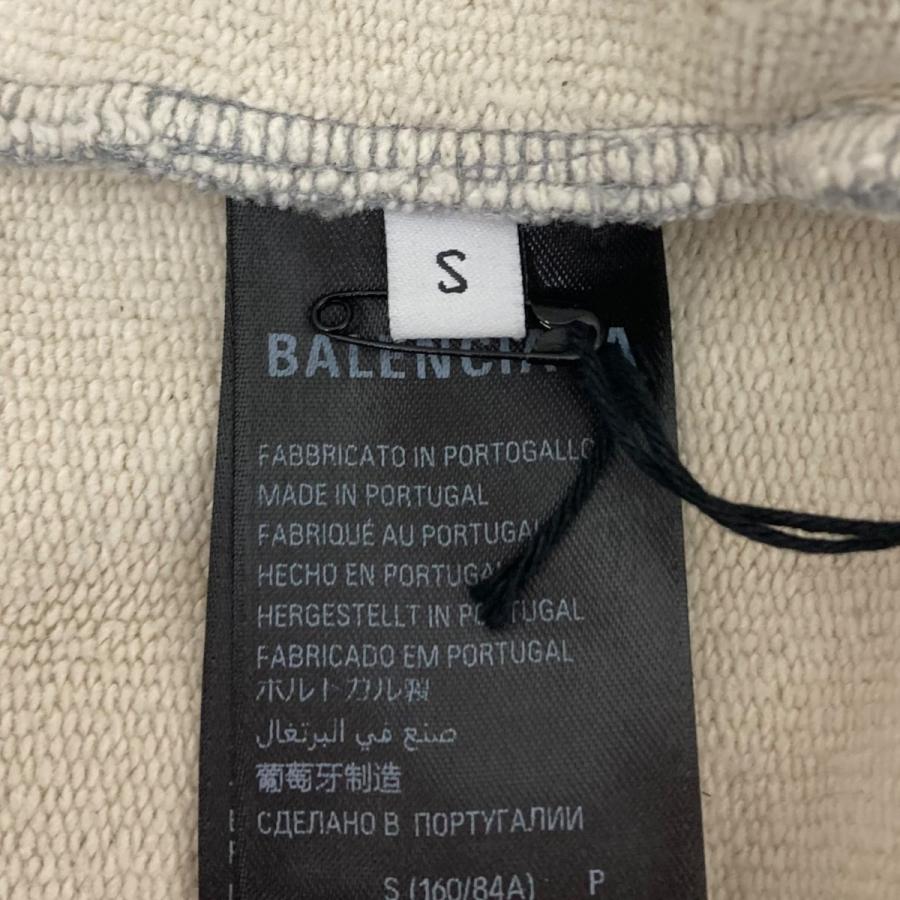 S
BALENCIAGA
FABBRICATO IN PORTOGALLO
MADE IN PORTUGAL
FABRIQUÉ AU PORTUGAL
HECHO EN PORTUGAL
HERGESTELLT IN PORTUGAL
FABRICADO EM PORTUGAL
ポルトガル製
صنع في البرتغال
葡萄牙制造
СДЕЛАНО В ПОРТУГАЛИИ
S (160/84A) P